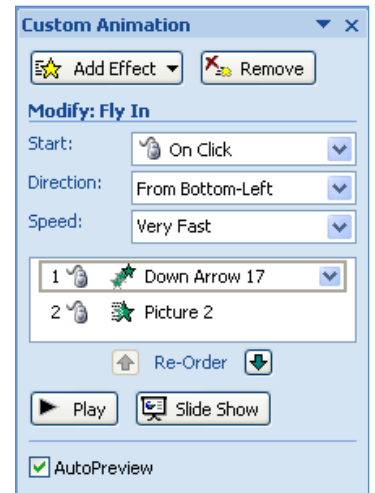 Custom Animation
Add Effect Remove
Modify: Fly In
Start: On Click
Direction: From Bottom-Left
Speed: Very Fast
1 Down Arrow 17
2 Picture 2
Re-Order
Play Slide Show
AutoPreview